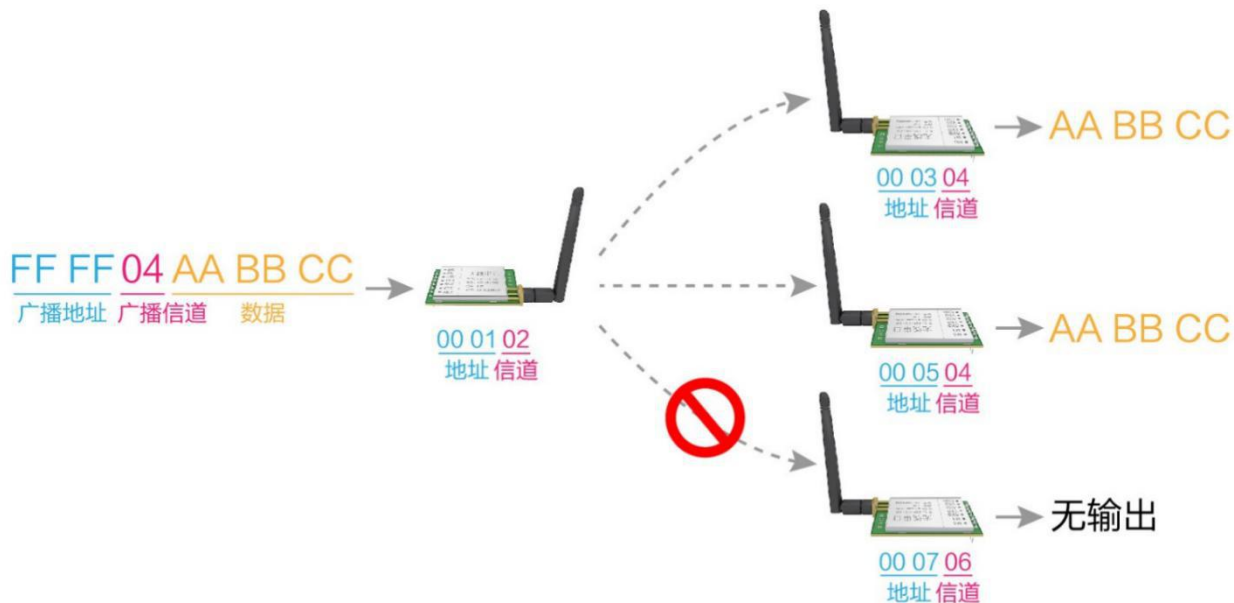 FF FF 04 AA BB CC
广播地址 广播信道 数据
00 01 02
地址 信道
AA BB CC
00 03 04
地址 信道
AA BB CC
00 05 04
地址 信道
无输出
00 07 06
地址 信道